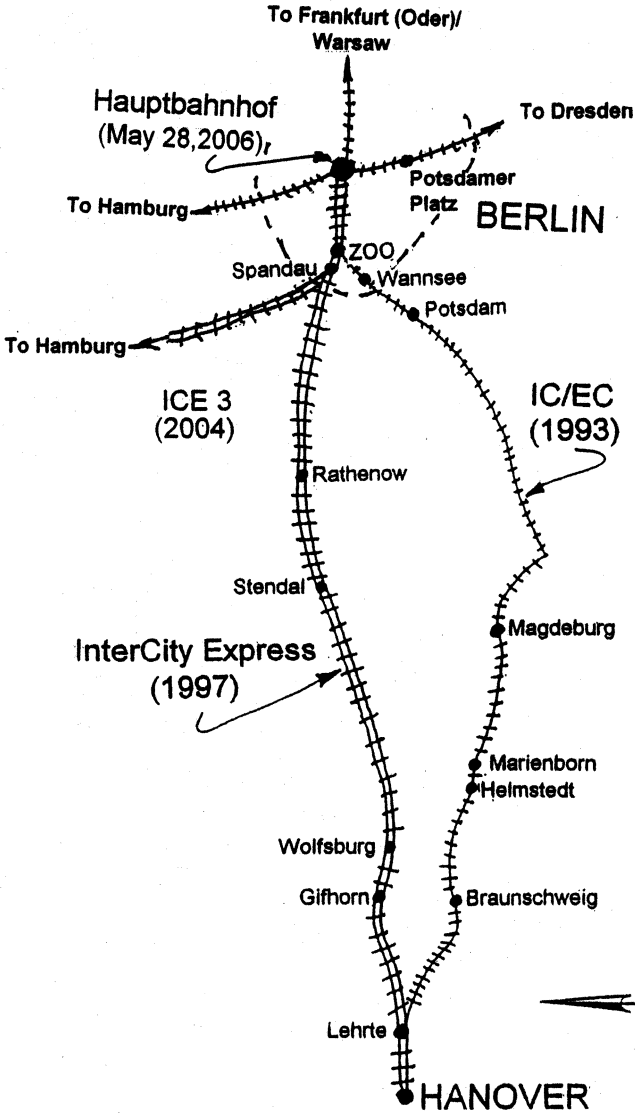 To Frankfurt (Oder)/
Warsaw
Hauptbahnhof
(May 28,2006),
To Dresden
Potsdamer
Platz
To Hamburg
BERLIN
ZOO
Spandau
Wannsee
Potsdam
To Hamburg
ICE 3
(2004)
IC/EC
(1993)
Rathenow
Stendal
Magdeburg
InterCity Express
(1997)
Marienborn
Helmstedt
Wolfsburg
Gifhorn
Braunschweig
Lehrte
HANOVER